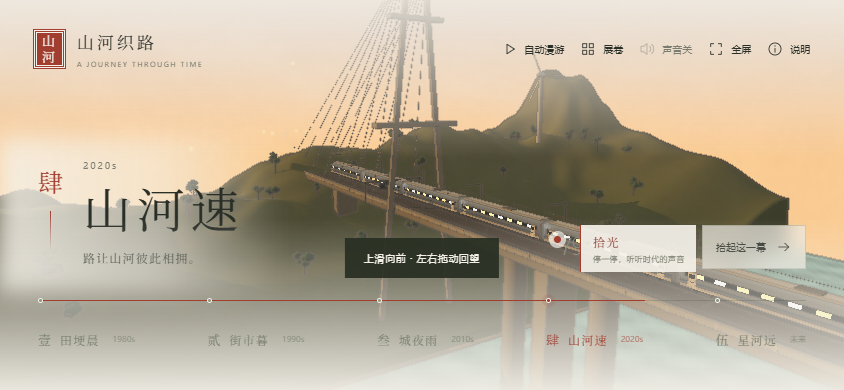 山河
山河织路
A JOURNEY THROUGH TIME
自动漫游
展卷
声音关
全屏
说明
肆
2020s
山河速
路让山河彼此相拥。
上滑向前 · 左右拖动回望
拾光
停一停，听听时代的声音
拾起这一幕 →
壹 田埂晨 1980s
贰 街市暮 1990s
叁 城夜雨 2010s
肆 山河速 2020s
伍 星河远 未来